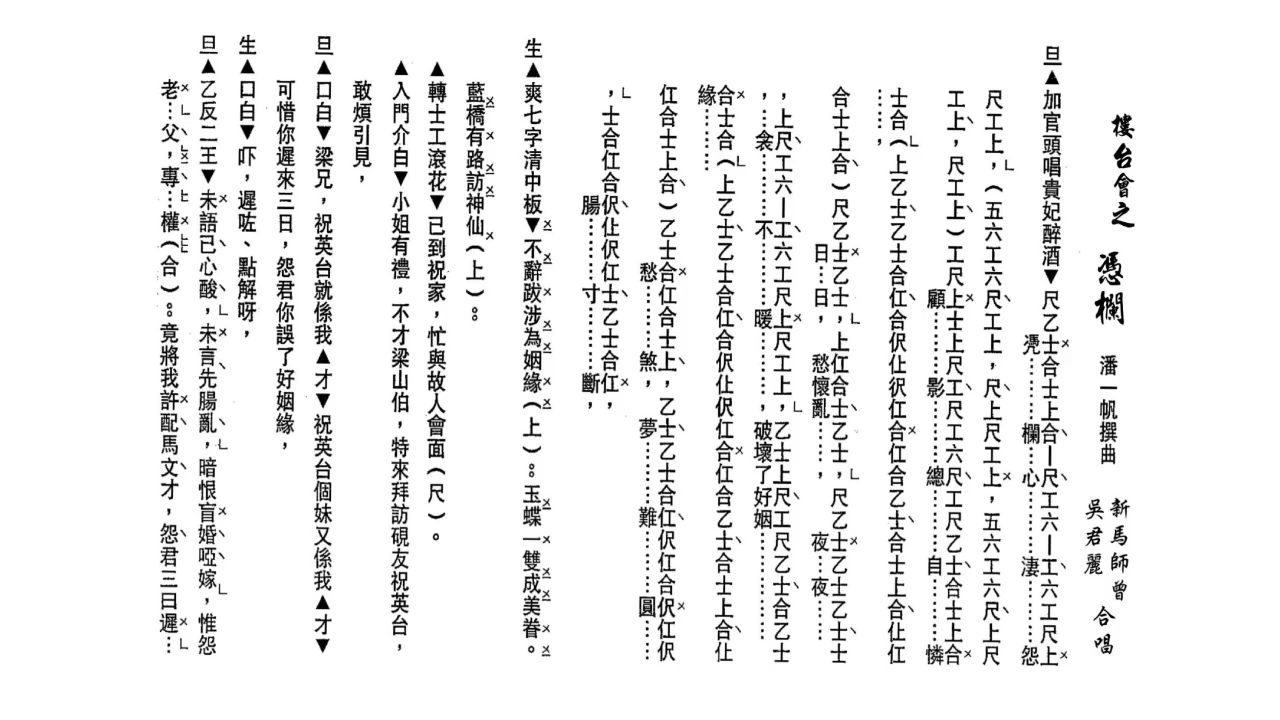 樓台會之 憑欄 潘一帆撰曲 新馬師曾
吳君麗 合唱
旦▲加官頭唱貴妃醉酒▼尺乙士合士上合—尺工六—工六工尺上
凴……欄…心……淒……怨
尺工上，（五六工六尺工上，尺上尺工上，五六工六尺上尺
工上，尺工上）工尺上士上尺工尺工六尺工尺乙士合士上合
顧……影……總……自……憐
士合（上乙士乙士合仜合伬仩彶仜合仜合乙士合士上合仩仜
……，
合士上合）尺乙士乙士，上仜合士乙士，尺乙士乙士乙士士
日…日，愁懷亂……，夜…夜……
，上尺工六—工六工尺上尺工上，乙士上尺工尺乙士合乙士
，…衾……不……暖……，破壞了好姻……
合士合（上乙士乙士合仜合伬仩伬仜合仜合乙士合士上合仩
緣……
仜合士上合）乙士合仜合士上，乙士乙士合仜伬仜合伬仜伬
愁……煞，夢……難……圓……
，士合仜合伬仩伬仜士乙士合仜，
腸……寸……斷，
生▲爽七字清中板▼不辭跋涉為姻緣（上）。玉蝶一雙成美眷。
藍橋有路訪神仙（上）。
▲轉士工滾花▼已到祝家，忙與故人會面（尺）。
▲入門介白▼小姐有禮，不才梁山伯，特來拜訪硯友祝英台，
敢煩引見，
旦▲口白▼梁兄，祝英台就係我▲才▼祝英台個妹又係我▲才▼
可惜你遲來三日，怨君你誤了好姻緣，
生▲口白▼吓，遲咗、點解呀，
旦▲乙反二王▼未語已心酸，未言先腸亂，暗恨盲婚啞嫁，惟怨
老…父，專…權（合）。竟將我許配馬文才，怨君三日遲…